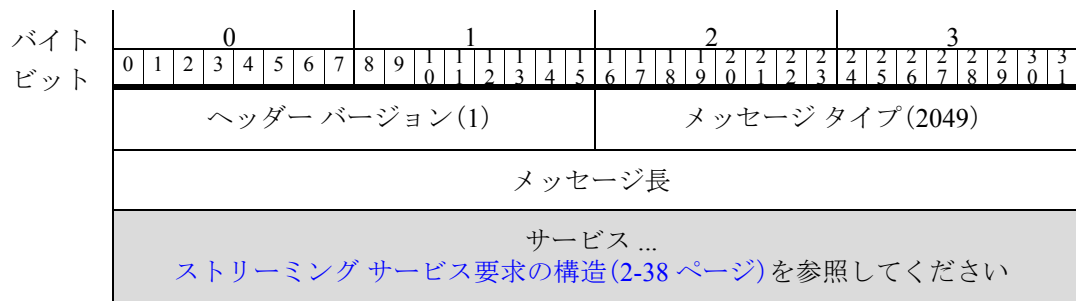 バイト 0 1 2 3
ビット 0 1 2 3 4 5 6 7 8 9 10 11 12 13 14 15 16 17 18 19 20 21 22 23 24 25 26 27 28 29 30 31
ヘッダー バージョン(1) メッセージ タイプ(2049)
メッセージ長
サービス ...
ストリーミング サービス要求の構造(2-38 ページ)を参照してください